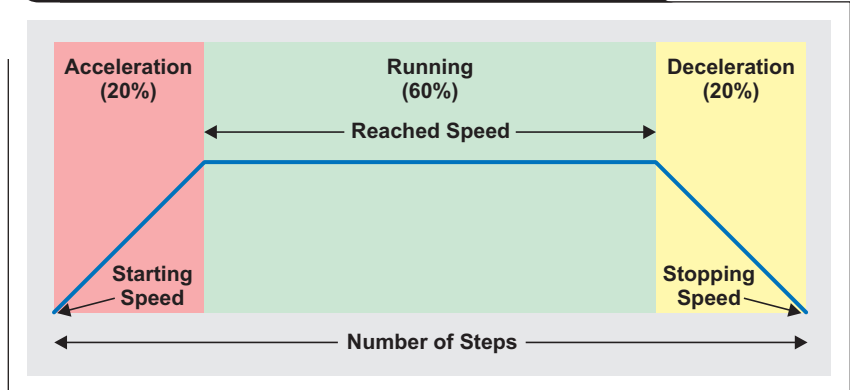 Acceleration
(20%)
Running
(60%)
Deceleration
(20%)
Reached Speed
Starting
Speed
Stopping
Speed
Number of Steps